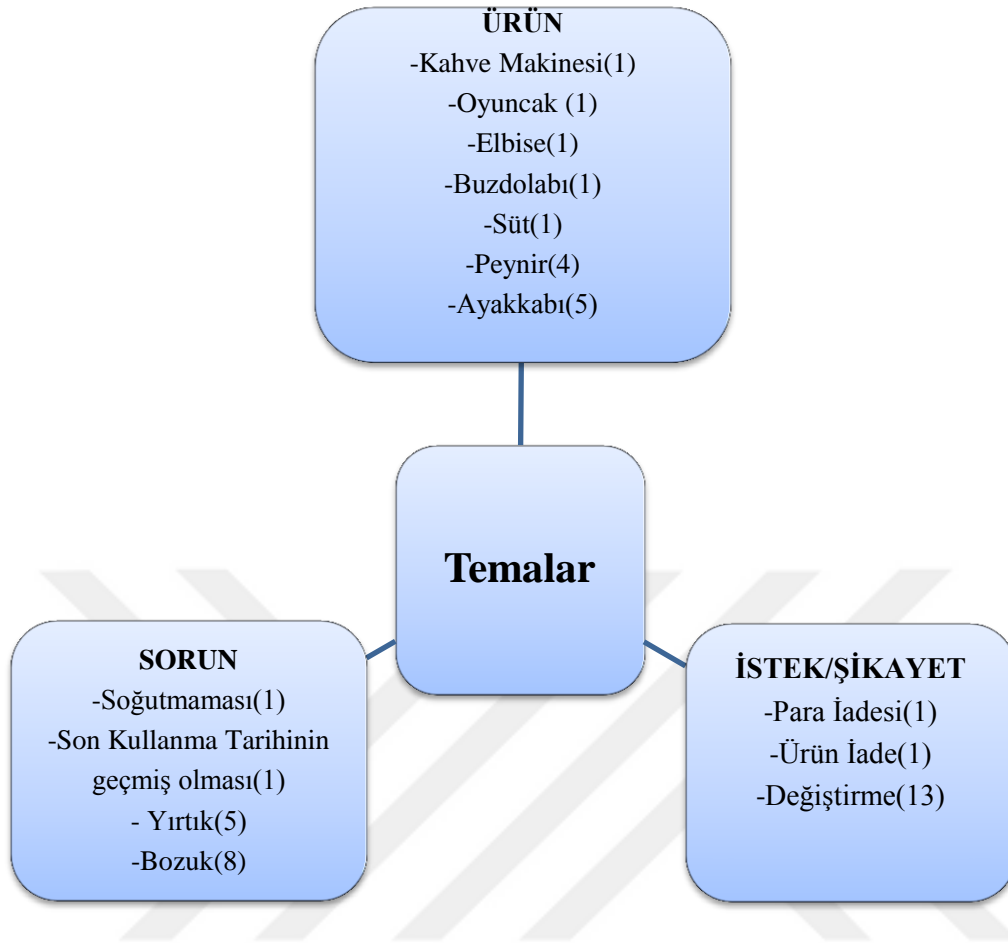 ÜRÜN
-Kahve Makinesi(1)
-Oyuncak (1)
-Elbise(1)
-Buzdolabı(1)
-Süt(1)
-Peynir(4)
-Ayakkabı(5)
Temalar
SORUN
-Soğutmaması(1)
-Son Kullanma Tarihinin
geçmiş olması(1)
- Yırtık(5)
-Bozuk(8)
İSTEK/ŞİKAYET
-Para İadesi(1)
-Ürün İade(1)
-Değiştirme(13)